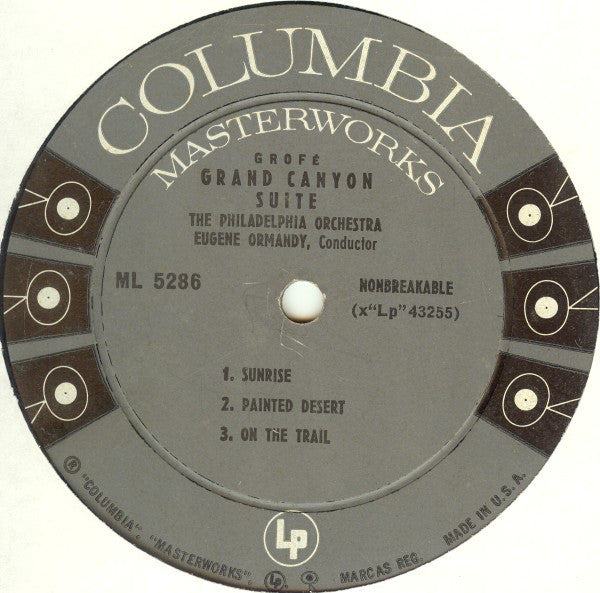 COLUMBIA
MASTERWORKS
GROFÉ
GRAND CANYON
SUITE
THE PHILADELPHIA ORCHESTRA
EUGENE ORMANDY, Conductor
ML 5286
NONBREAKABLE
(x“Lp”43255)
1. SUNRISE
2. PAINTED DESERT
3. ON THE TRAIL
Lp
® “COLUMBIA”, “MASTERWORKS”, Lp, MARCAS REG. MADE IN U.S.A.